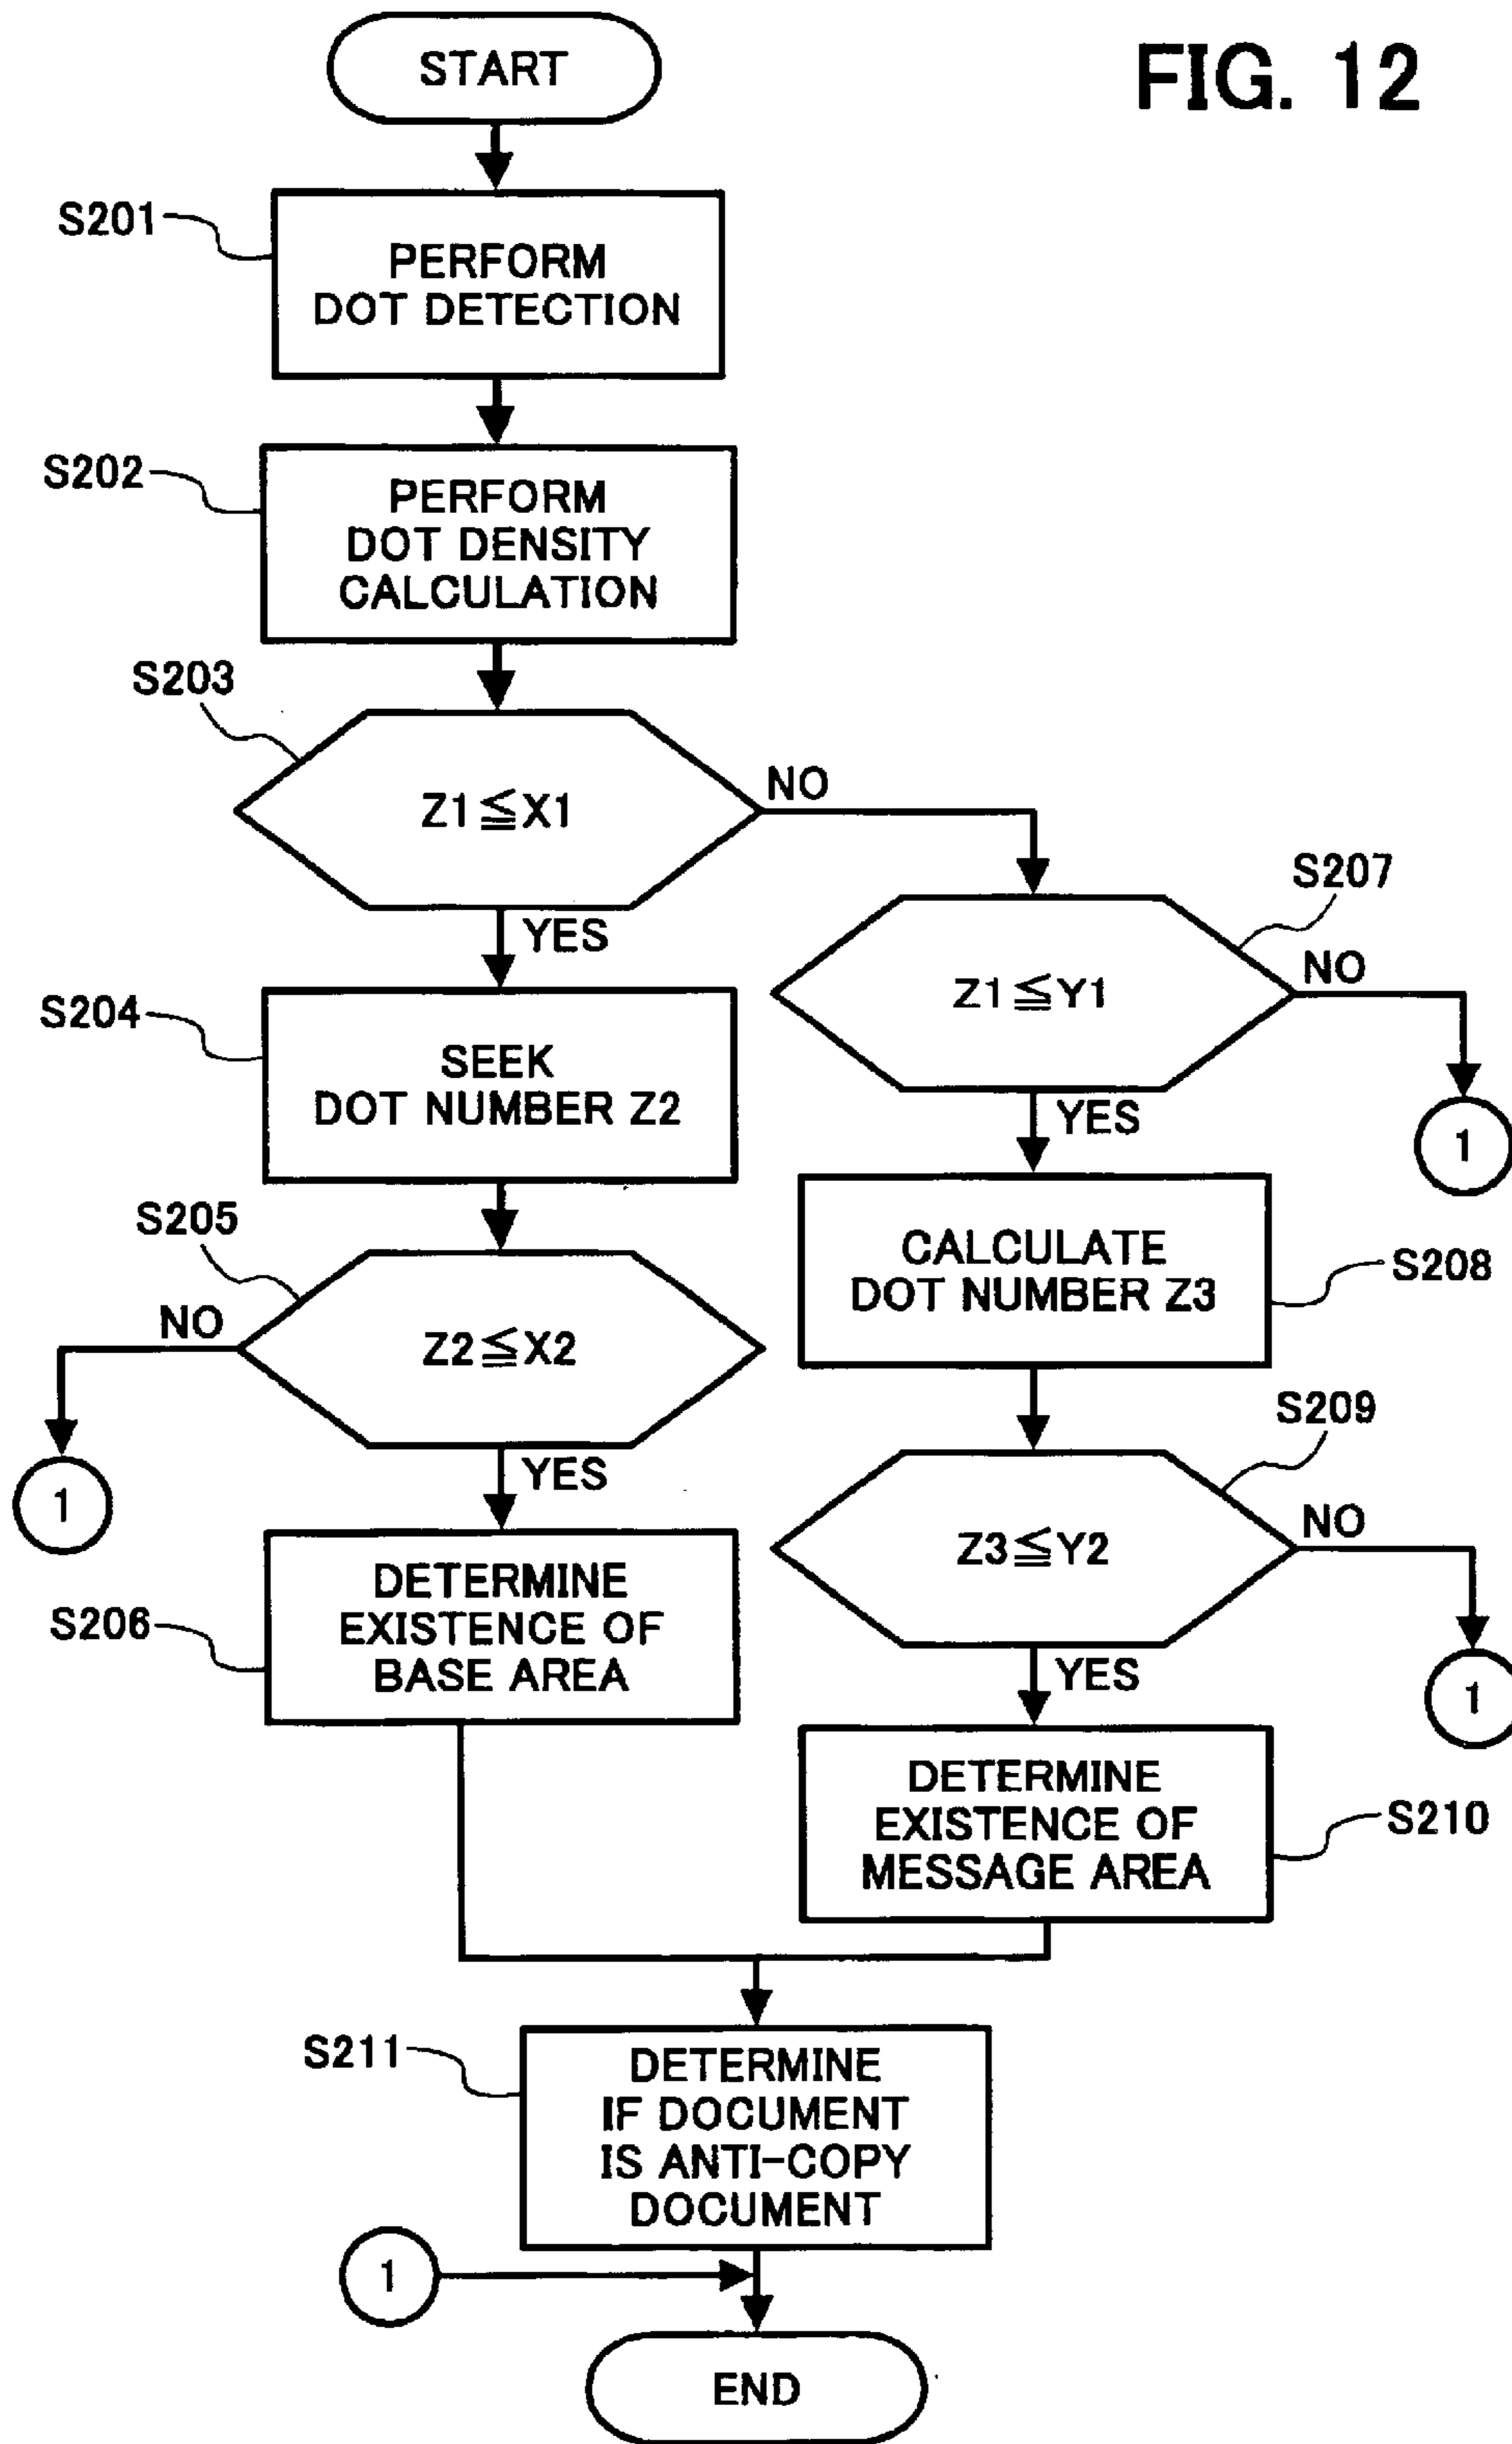 FIG. 12
START
S201
PERFORM
DOT DETECTION
S202
PERFORM
DOT DENSITY
CALCULATION
S203
Z1≦X1
NO
YES
S207
Z1≦Y1
NO
1
YES
S204
SEEK
DOT NUMBER Z2
S208
CALCULATE
DOT NUMBER Z3
S205
Z2≦X2
NO
1
YES
S209
Z3≦Y2
NO
1
YES
S206
DETERMINE
EXISTENCE OF
BASE AREA
S210
DETERMINE
EXISTENCE OF
MESSAGE AREA
S211
DETERMINE
IF DOCUMENT
IS ANTI-COPY
DOCUMENT
1
END